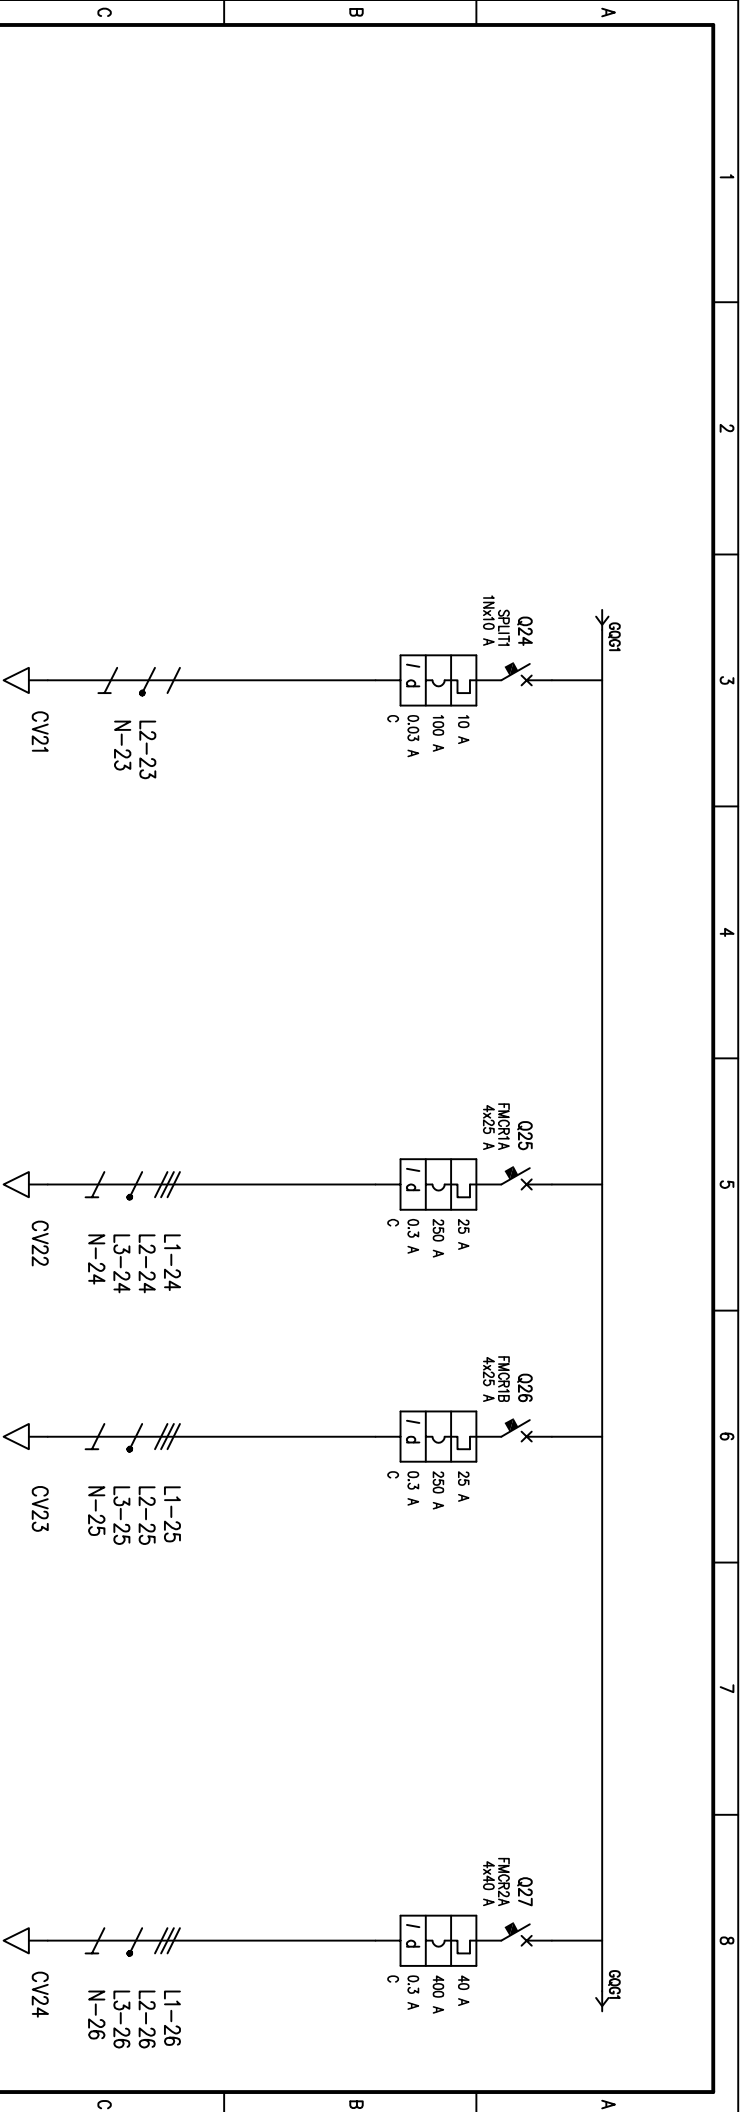 1
2
3
4
5
6
7
8
A
A
GQG1
GQG1
Q24
SPLIT1
1Nx10 A
10 A
100 A
0.03 A
C
I d
Q25
FMCR1A
4x25 A
25 A
250 A
0.3 A
C
I d
Q26
FMCR1B
4x25 A
25 A
250 A
0.3 A
C
I d
Q27
FMCR2A
4x40 A
40 A
400 A
0.3 A
C
I d
B
B
L2-23
N-23
L1-24
L2-24
L3-24
N-24
L1-25
L2-25
L3-25
N-25
L1-26
L2-26
L3-26
N-26
C
C
CV21
CV22
CV23
CV24